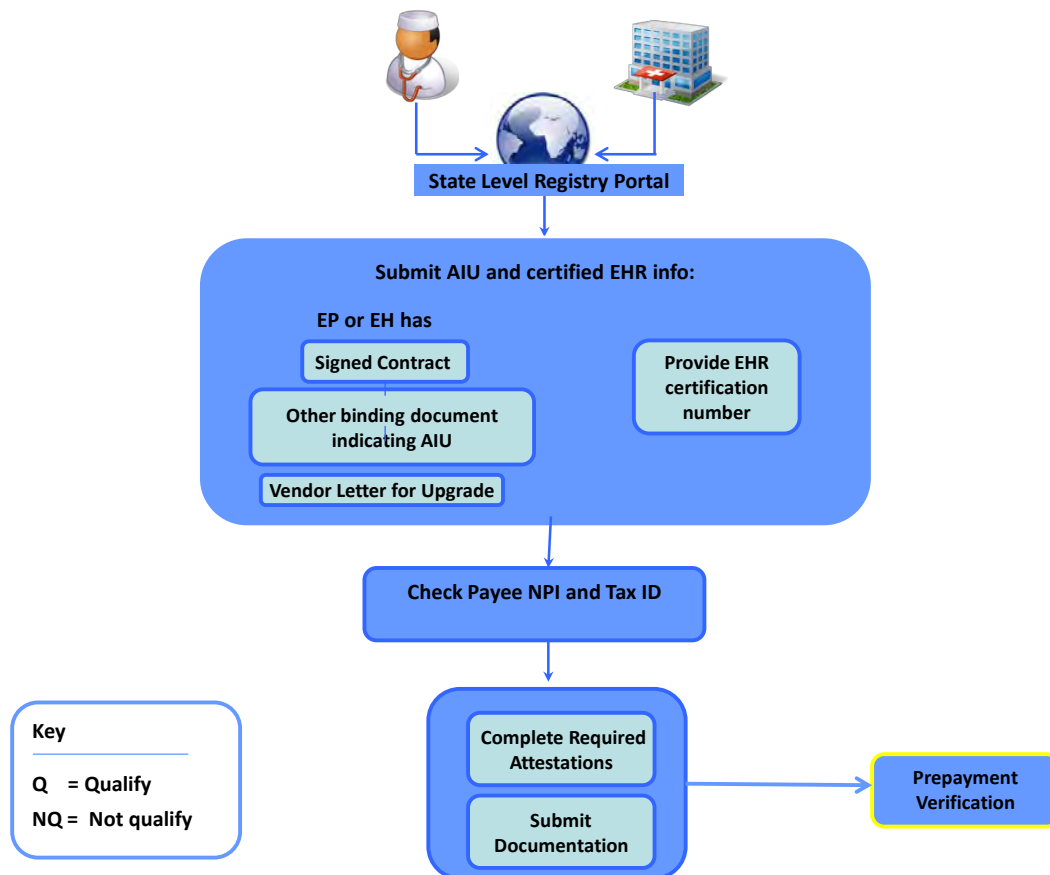 State Level Registry Portal
Submit AIU and certified EHR info:
EP or EH has
Signed Contract
Other binding document
indicating AIU
Vendor Letter for Upgrade
Provide EHR
certification
number
Check Payee NPI and Tax ID
Complete Required
Attestations
Submit
Documentation
Prepayment
Verification
Key
Q = Qualify
NQ = Not qualify